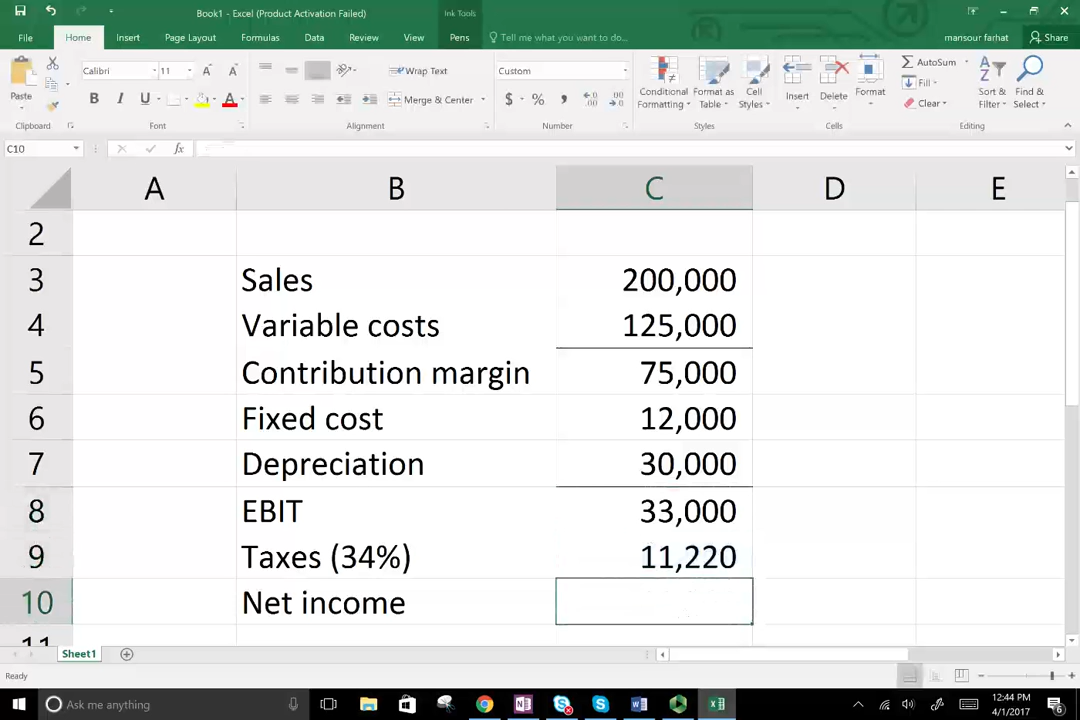 Book1 - Excel (Product Activation Failed)
Ink Tools
File Home Insert Page Layout Formulas Data Review View Pens Tell me what you want to do... mansour farhat Share
Paste
Calibri 11
B I U A
Wrap Text
Merge & Center
Custom
$ % ,
Conditional Formatting
Format as Table
Cell Styles
Insert
Delete
Format
AutoSum
Fill
Clear
Sort & Filter
Find & Select
Clipboard Font Alignment Number Styles Cells Editing
C10 fx
A B C D E
2
3 Sales 200,000
4 Variable costs 125,000
5 Contribution margin 75,000
6 Fixed cost 12,000
7 Depreciation 30,000
8 EBIT 33,000
9 Taxes (34%) 11,220
10 Net income
11
Sheet1
Ready
Ask me anything
12:44 PM
4/1/2017
6